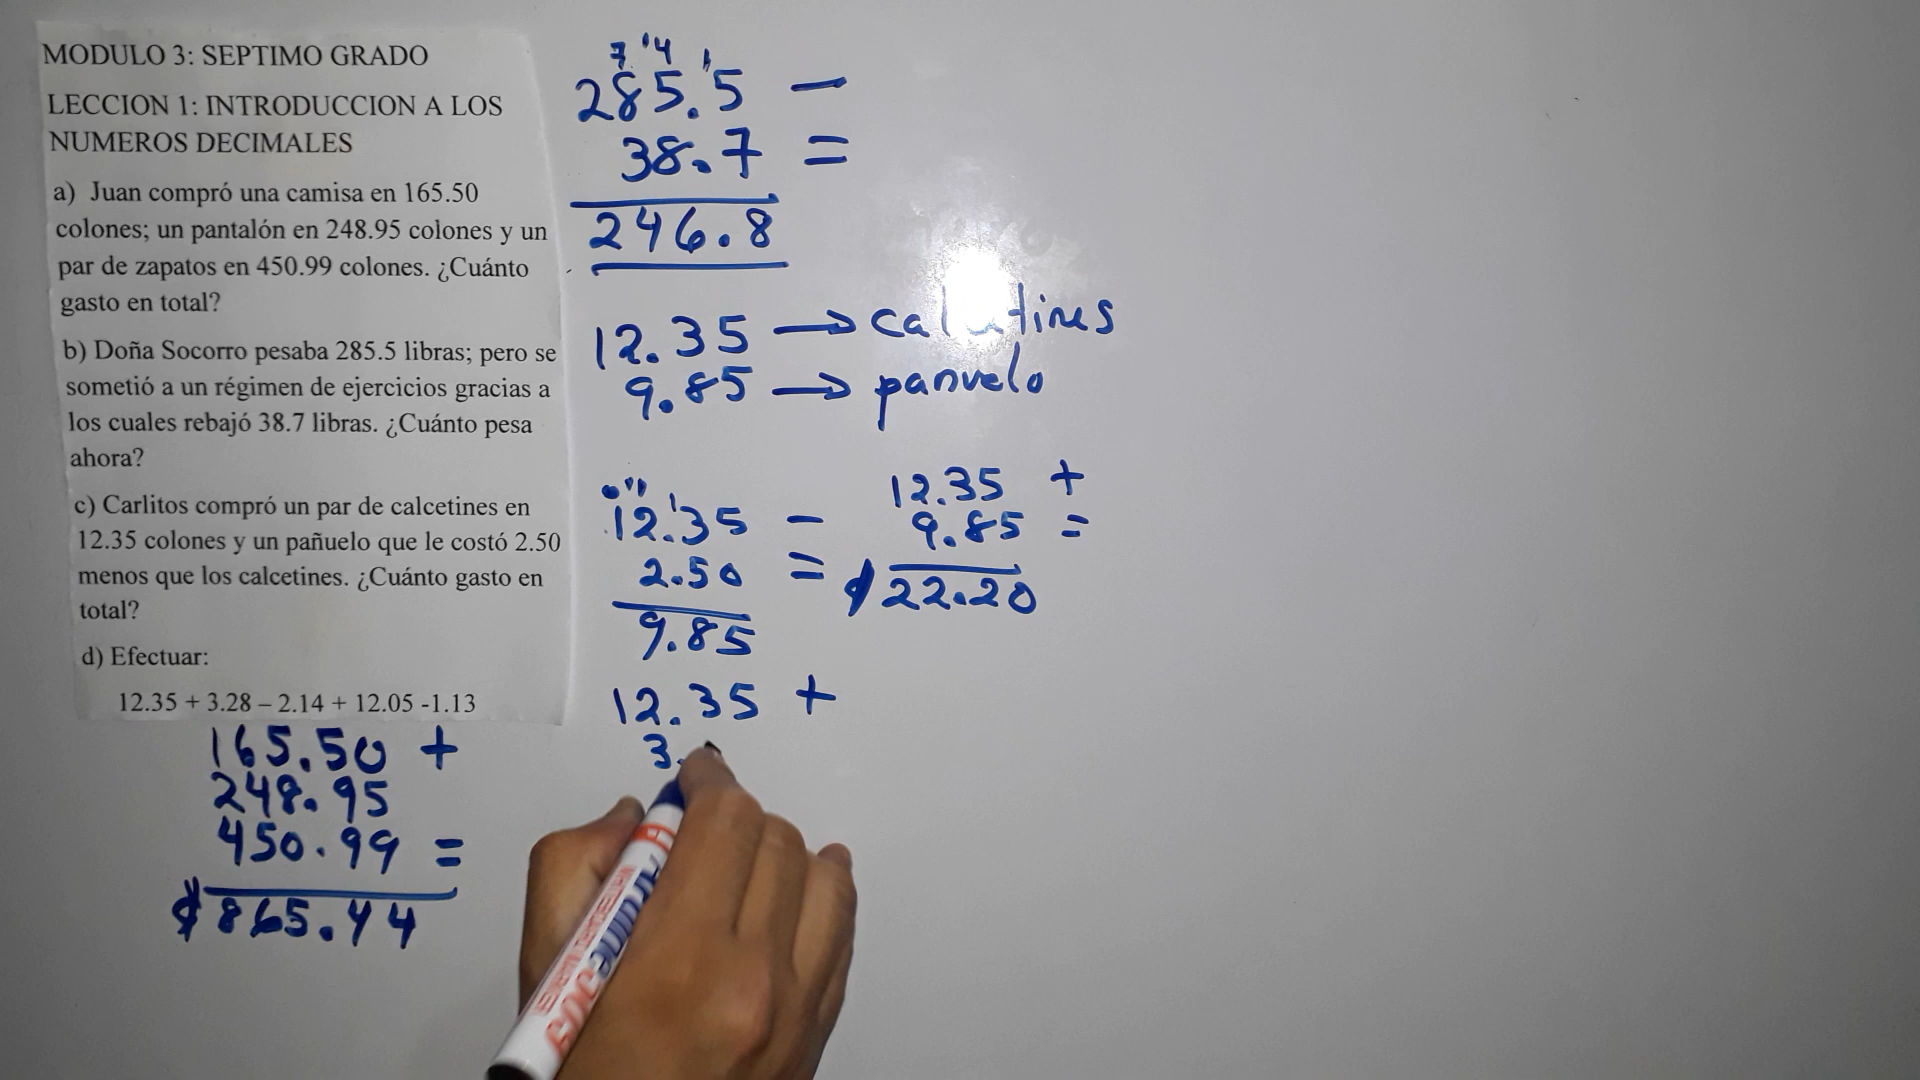 MODULO 3: SEPTIMO GRADO
LECCION 1: INTRODUCCION A LOS
NUMEROS DECIMALES
a) Juan compró una camisa en 165.50
colones; un pantalón en 248.95 colones y un
par de zapatos en 450.99 colones. ¿Cuánto
gasto en total?
b) Doña Socorro pesaba 285.5 libras; pero se
sometió a un régimen de ejercicios gracias a
los cuales rebajó 38.7 libras. ¿Cuánto pesa
ahora?
c) Carlitos compró un par de calcetines en
12.35 colones y un pañuelo que le costó 2.50
menos que los calcetines. ¿Cuánto gasto en
total?
d) Efectuar:
12.35 + 3.28 – 2.14 + 12.05 -1.13
165.50 +
248.95
450.99 =
¢865.44
7 14 1
285.5 -
38.7 =
246.8
12.35 →
9.85 → panuelo
11 1
12.35 -
2.50 =
9.85
12.35 +
9.85 =
¢22.20
12.35 +
3.